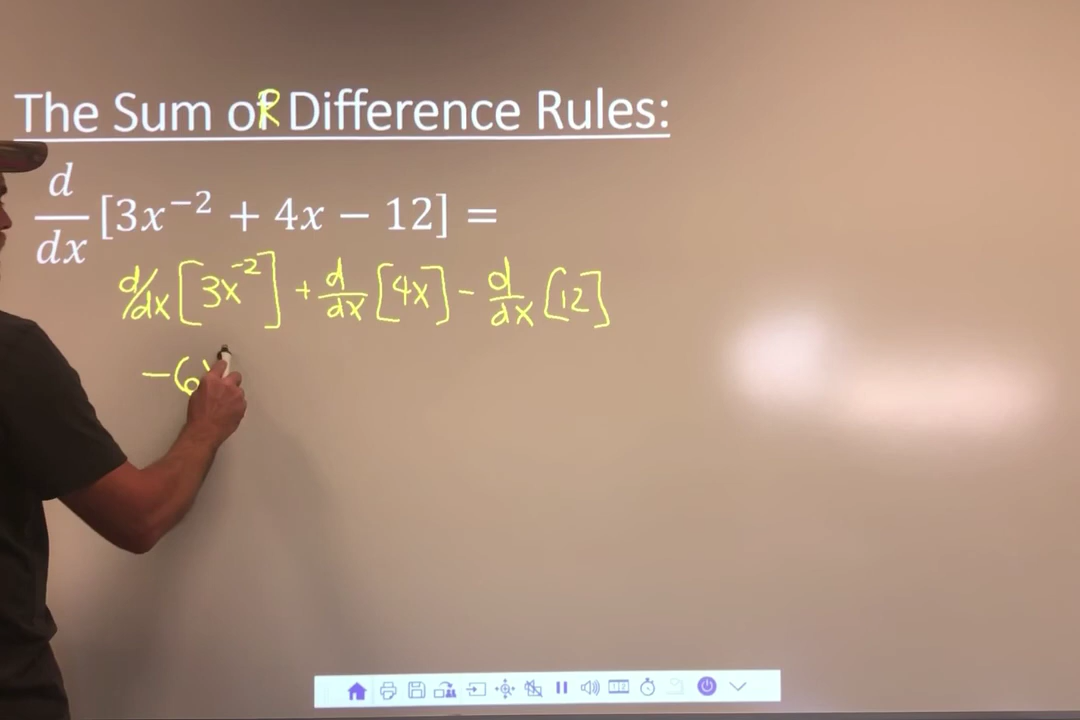 The Sum oR Difference Rules:
d/dx [3x⁻² + 4x − 12] =
d/dx [3x⁻²] + d/dx [4x] − d/dx [12]
−6